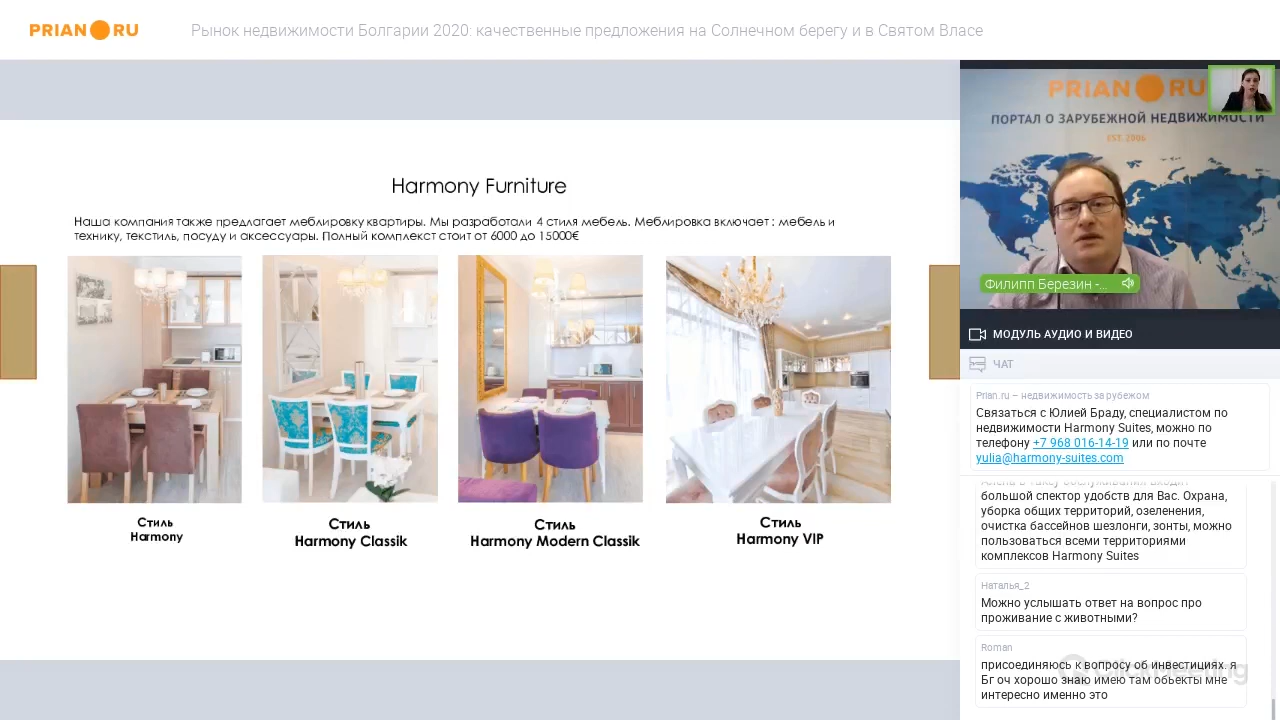 PRIAN RU
Рынок недвижимости Болгарии 2020: качественные предложения на Солнечном берегу и в Святом Власе
Harmony Furniture
Наша компания также предлагает меблировку квартиры. Мы разработали 4 стиля мебель. Меблировка включает : мебель и
технику, текстиль, посуду и аксессуары. Полный комплект стоит от 6000 до 15000€
Стиль
Harmony
Стиль
Harmony Classik
Стиль
Harmony Modern Classik
Стиль
Harmony VIP
PRIAN RU
ПОРТАЛ О ЗАРУБЕЖНОЙ НЕДВИЖИМОСТИ
EST. 2006
Филипп Березин -...
МОДУЛЬ АУДИО И ВИДЕО
ЧАТ
Prian.ru – недвижимость за рубежом
Связаться с Юлией Браду, специалистом по
недвижимости Harmony Suites, можно по
телефону +7 968 016-14-19 или по почте
yulia@harmony-suites.com
большой спектор удобств для Вас. Охрана,
уборка общих территорий, озеленения,
очистка бассейнов шезлонги, зонты, можно
пользоваться всеми территориями
комплексов Harmony Suites
Наталья_2
Можно услышать ответ на вопрос про
проживание с животными?
Roman
присоединяюсь к вопросу об инвестициях. я
Бг оч хорошо знаю имею там обьекты мне
интересно именно это
ClickMeeting